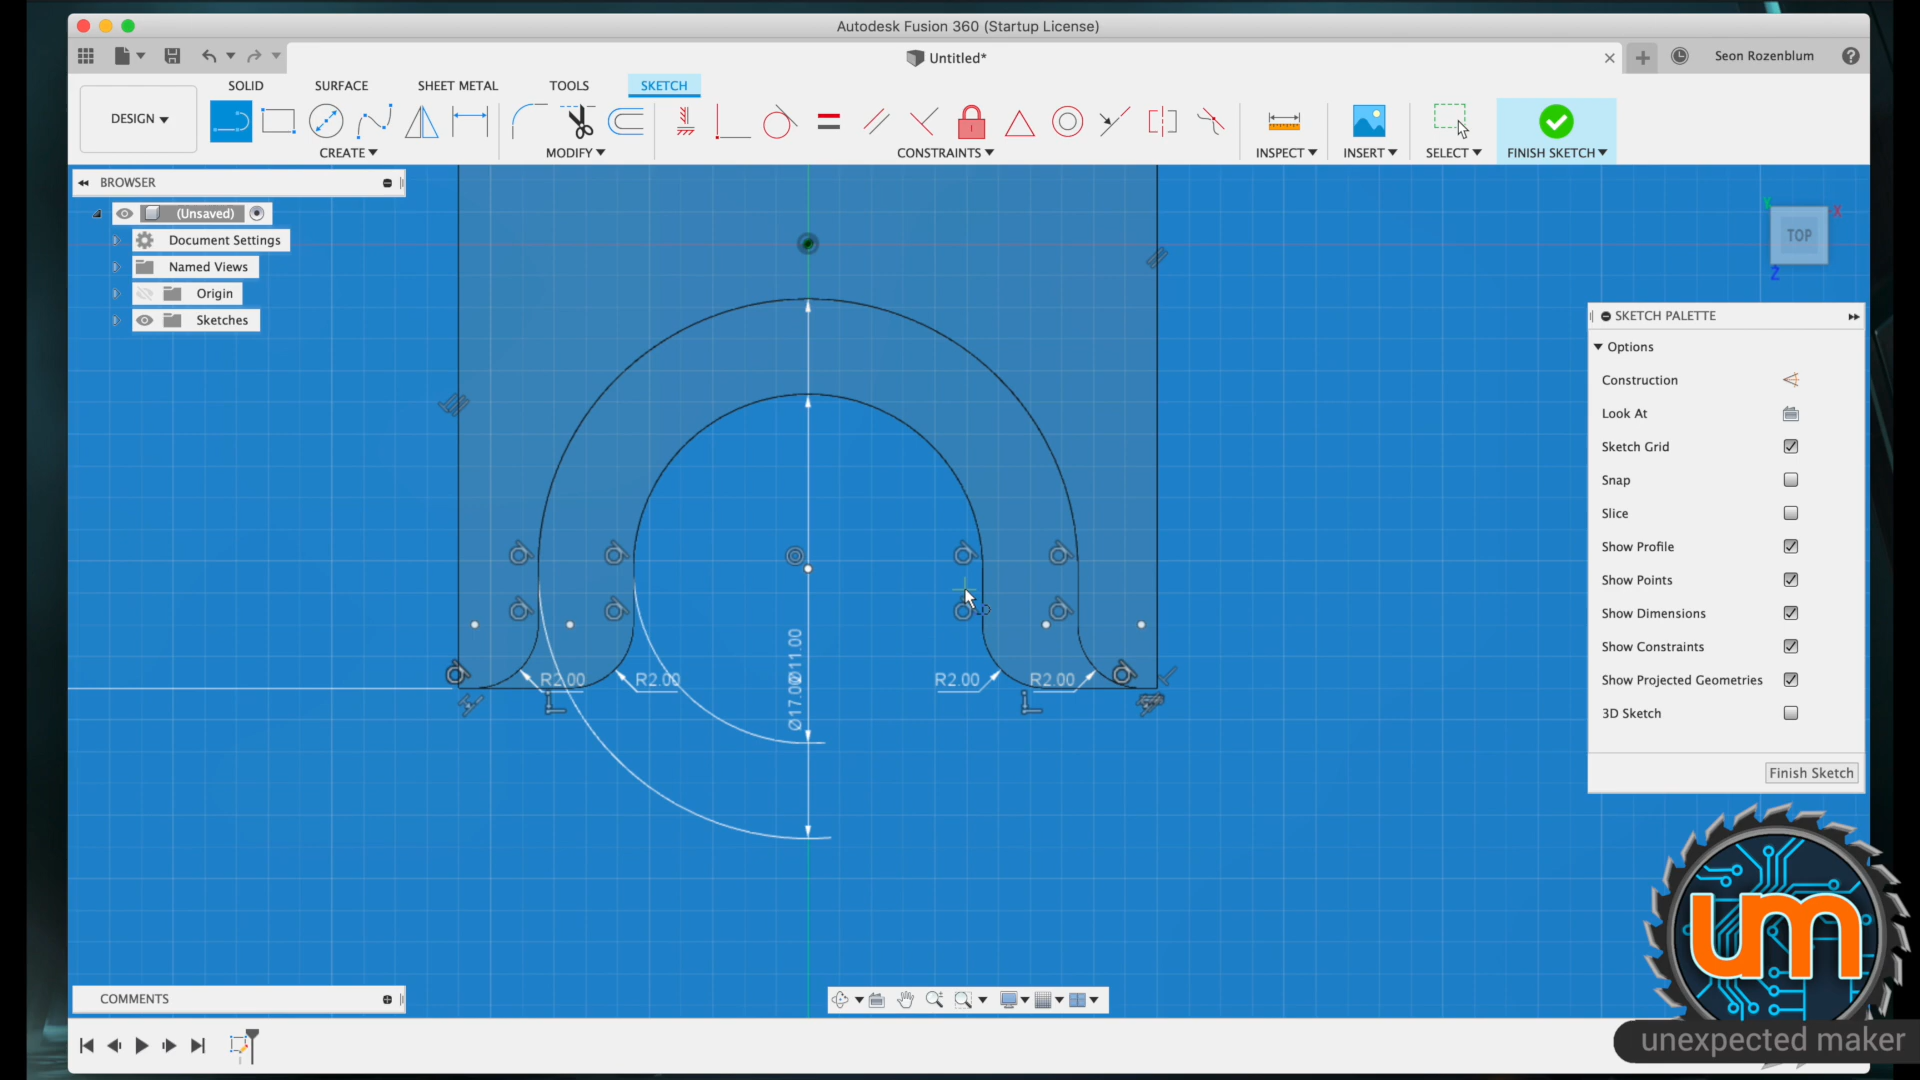 Autodesk Fusion 360 (Startup License)
Untitled*
Seon Rozenblum
SOLID
SURFACE
SHEET METAL
TOOLS
SKETCH
DESIGN
CREATE
MODIFY
CONSTRAINTS
INSPECT
INSERT
SELECT
FINISH SKETCH
BROWSER
(Unsaved)
Document Settings
Named Views
Origin
Sketches
TOP
Y
X
Z
SKETCH PALETTE
Options
Construction
Look At
Sketch Grid
Snap
Slice
Show Profile
Show Points
Show Dimensions
Show Constraints
Show Projected Geometries
3D Sketch
Finish Sketch
Ø11.00
Ø17.00
R2.00
R2.00
R2.00
R2.00
COMMENTS
um
unexpected maker